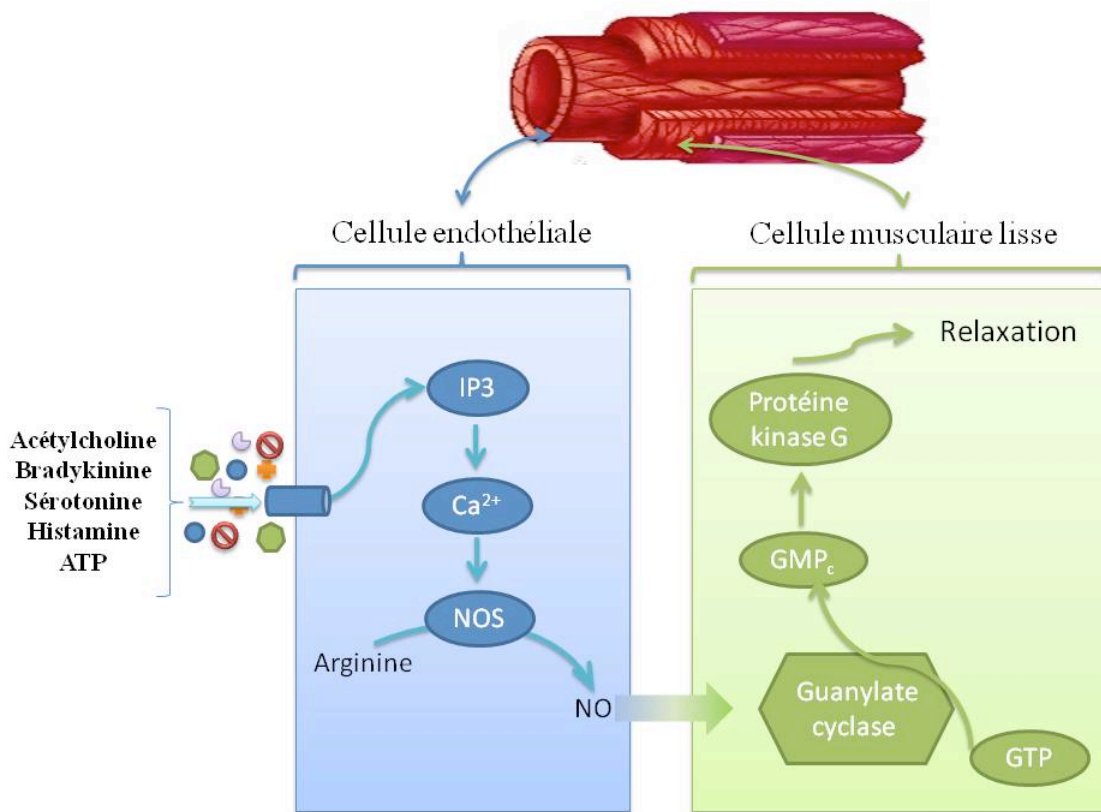 Cellule endothéliale
Cellule musculaire lisse
Acétylcholine
Bradykinine
Sérotonine
Histamine
ATP
IP3
Ca²⁺
NOS
Arginine
NO
Relaxation
Protéine
kinase G
GMPc
Guanylate
cyclase
GTP